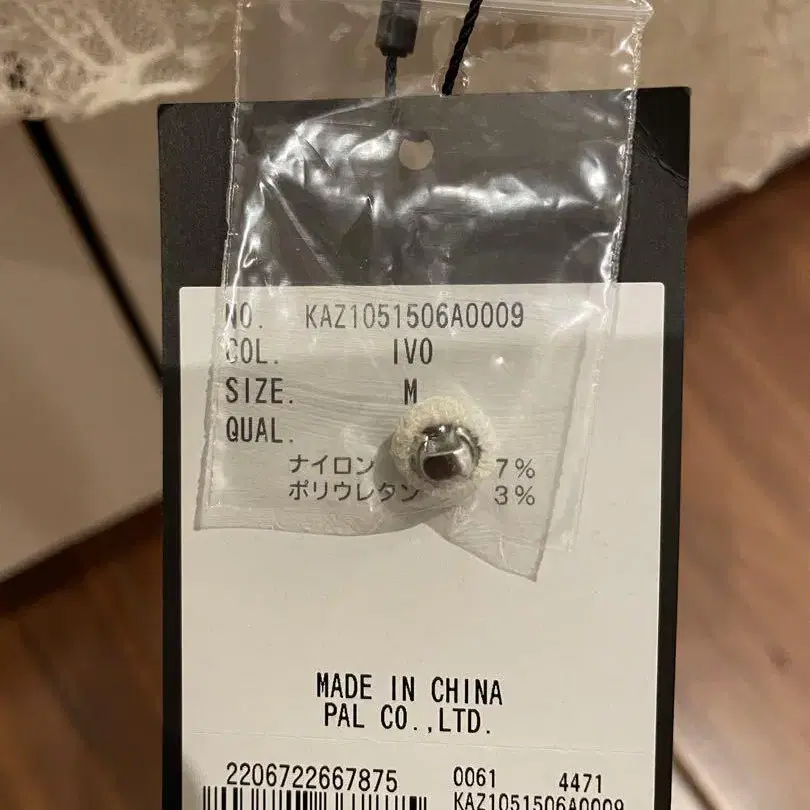 NO. KAZ1051506A0009
COL. IVO
SIZE. M
QUAL.
ナイロン 7%
ポリウレタン 3%
MADE IN CHINA
PAL CO.,LTD.
2206722667875 0061 4471
KAZ1051506A0009